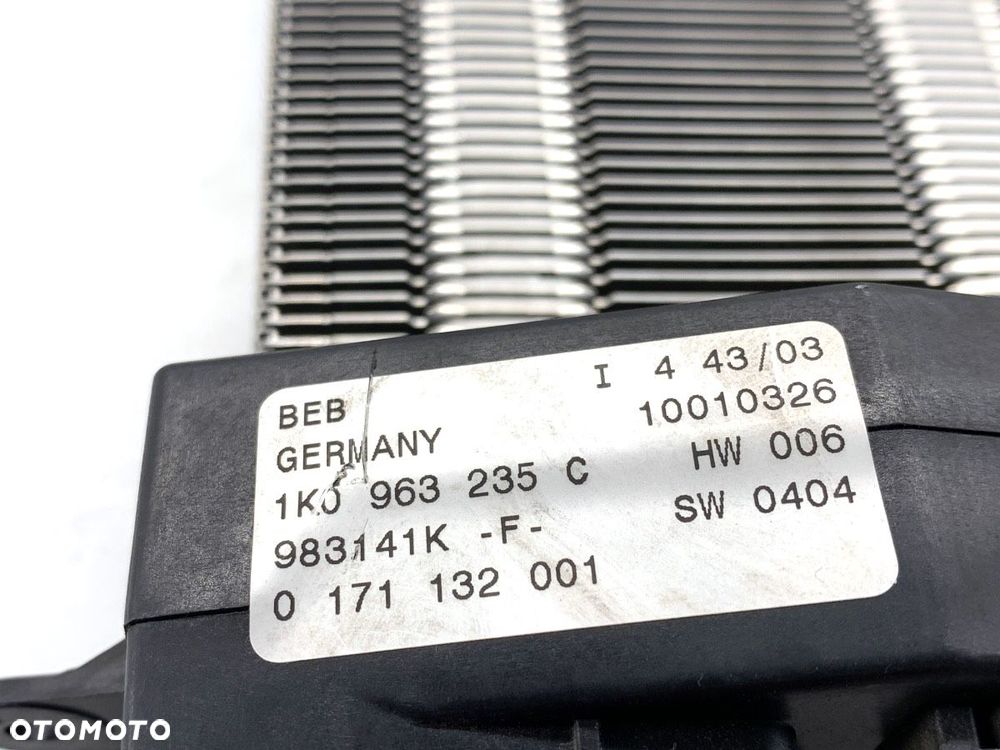 BEB I 4 43/03
GERMANY 10010326
1K0 963 235 C HW 006
983141K -F- SW 0404
0 171 132 001
OTOMOTO